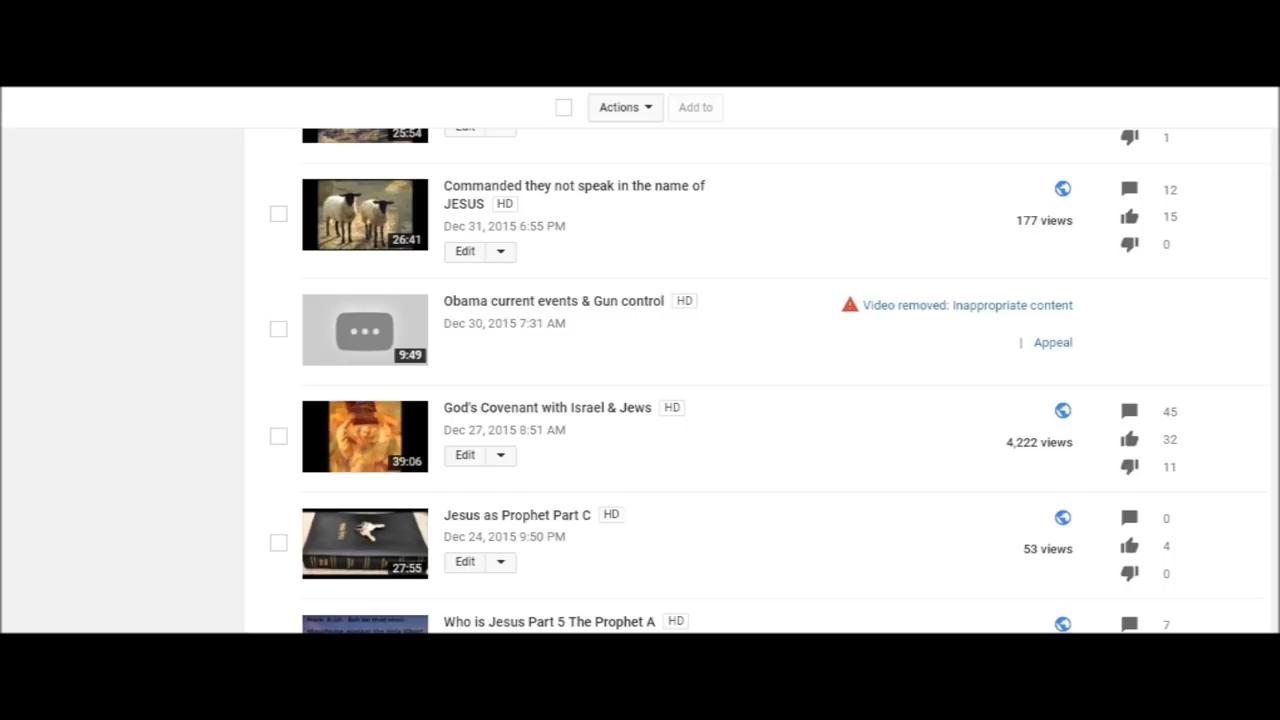 Actions
Add to
25:54
Edit
1
Commanded they not speak in the name of
JESUS HD
Dec 31, 2015 6:55 PM
Edit
26:41
177 views
12
15
0
Obama current events & Gun control HD
Dec 30, 2015 7:31 AM
9:49
Video removed: Inappropriate content
| Appeal
God's Covenant with Israel & Jews HD
Dec 27, 2015 8:51 AM
Edit
39:06
4,222 views
45
32
11
Jesus as Prophet Part C HD
Dec 24, 2015 9:50 PM
Edit
27:55
53 views
0
4
0
Who is Jesus Part 5 The Prophet A HD
7